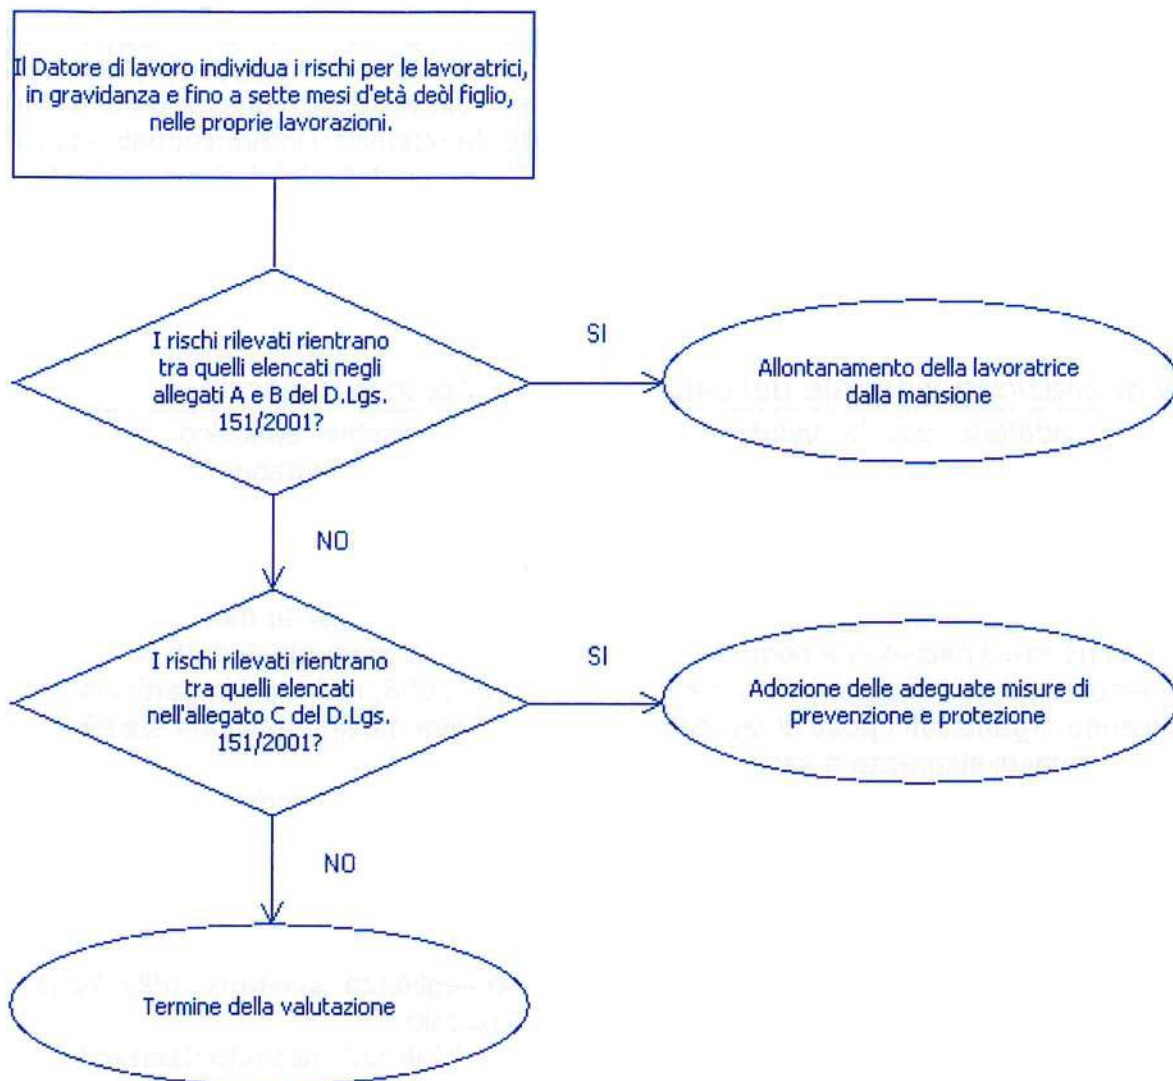 Il Datore di lavoro individua i rischi per le lavoratrici,
in gravidanza e fino a sette mesi d'età deòl figlio,
nelle proprie lavorazioni.
I rischi rilevati rientrano
tra quelli elencati negli
allegati A e B del D.Lgs.
151/2001?
SI
Allontanamento della lavoratrice
dalla mansione
NO
I rischi rilevati rientrano
tra quelli elencati
nell'allegato C del D.Lgs.
151/2001?
SI
Adozione delle adeguate misure di
prevenzione e protezione
NO
Termine della valutazione